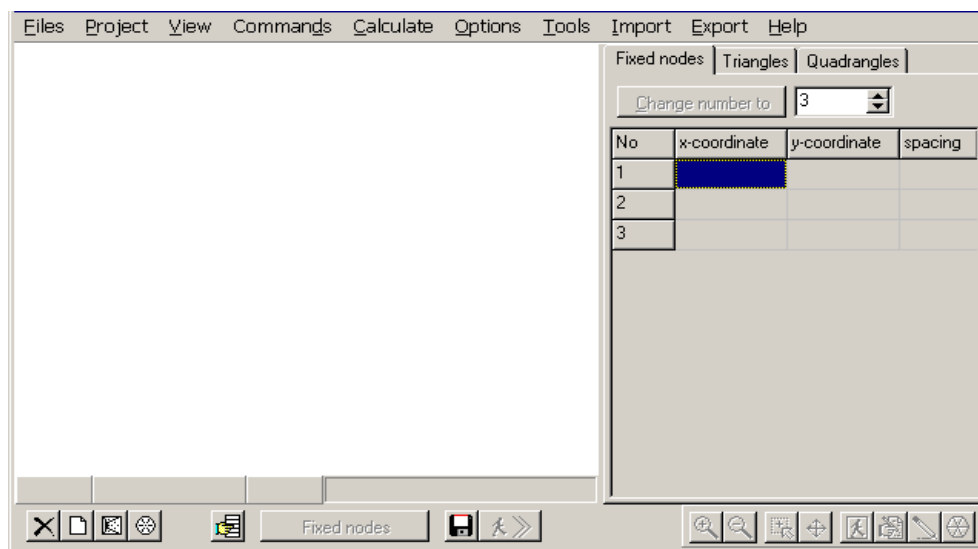 Files Project View Commands Calculate Options Tools Import Export Help
Fixed nodes Triangles Quadrangles
Change number to 3
No x-coordinate y-coordinate spacing
1
2
3
Fixed nodes